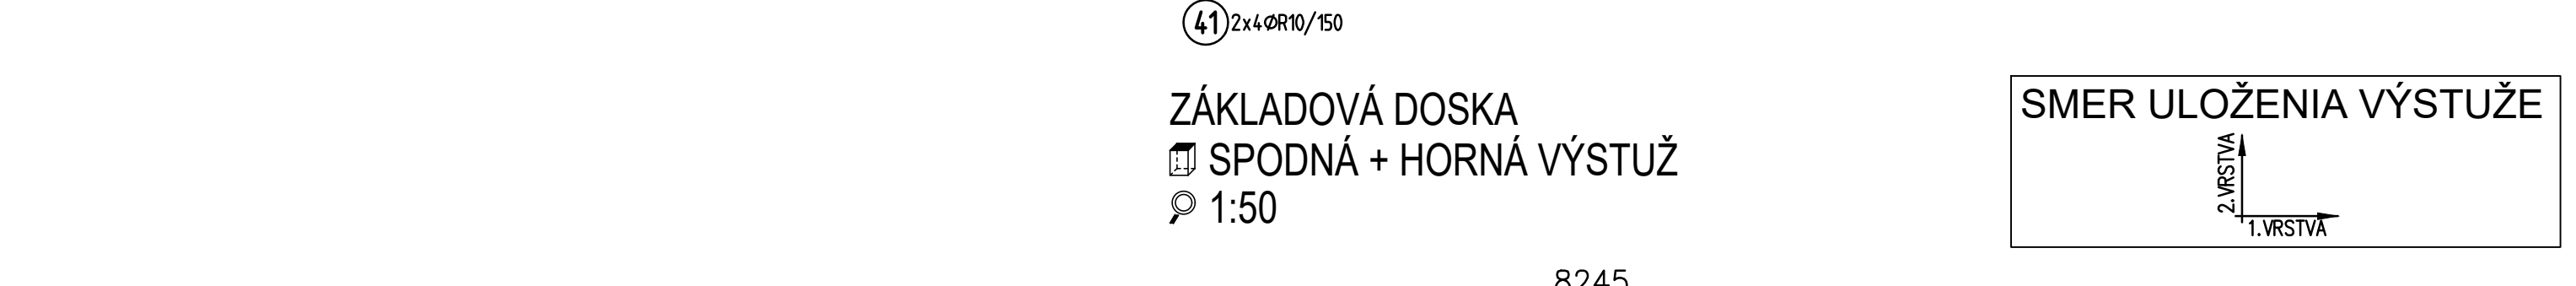 41 2x4ØR10/150
ZÁKLADOVÁ DOSKA
SPODNÁ + HORNÁ VÝSTUŽ
1:50
SMER ULOŽENIA VÝSTUŽE
2.VRSTVA
1.VRSTVA
8245